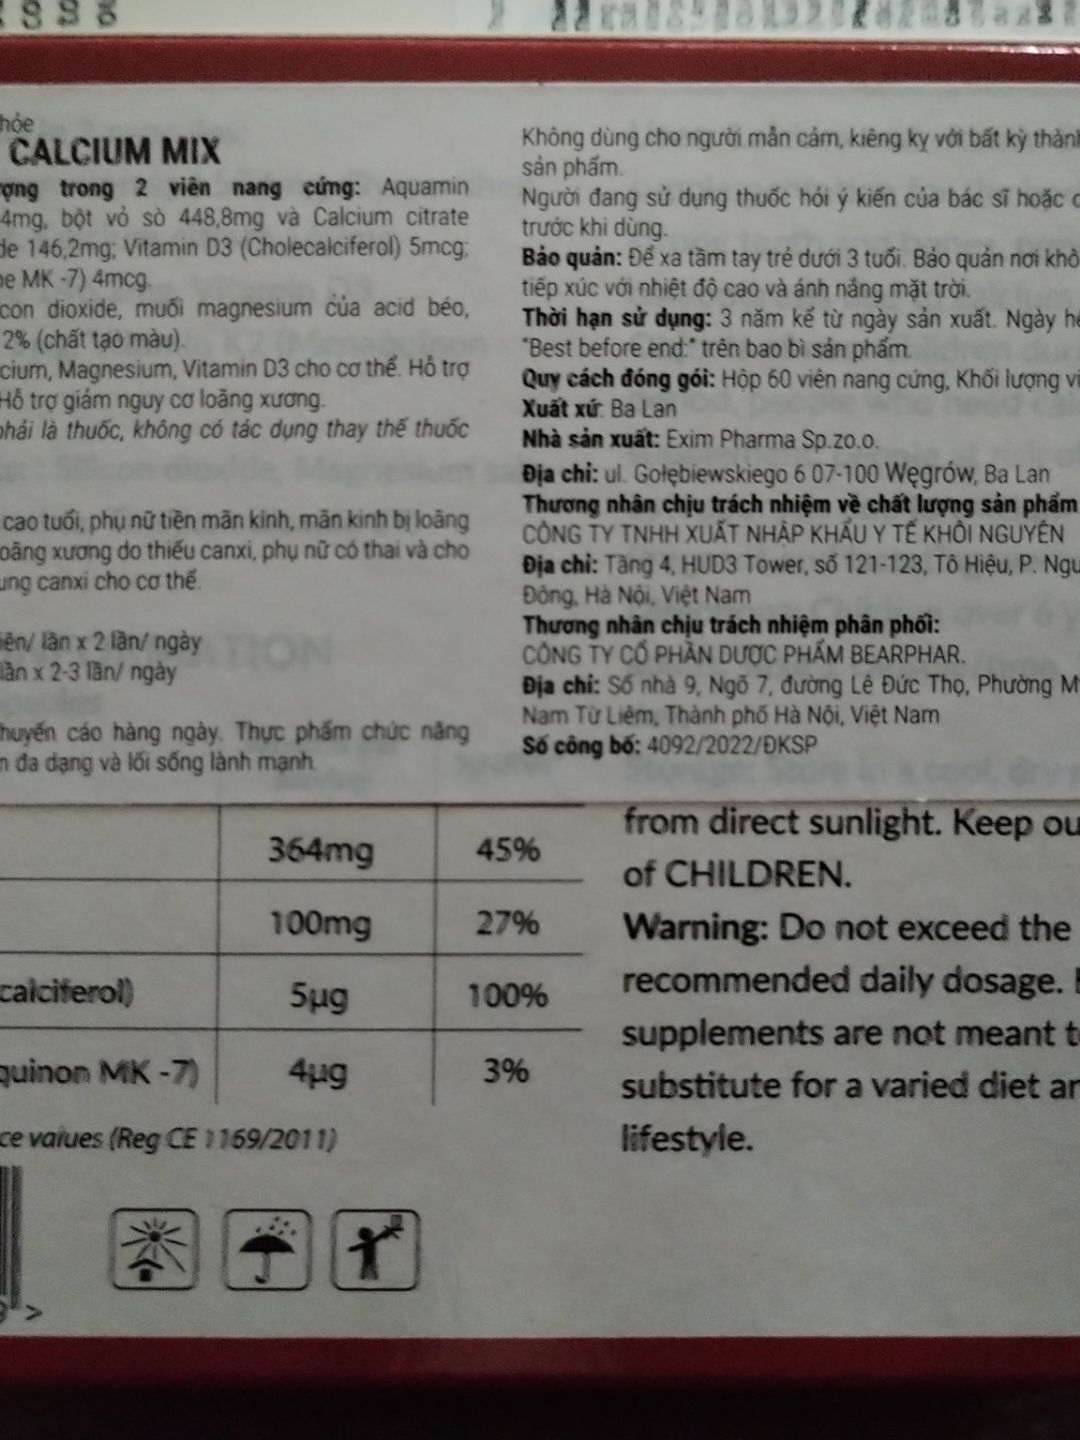 CALCIUM MIX
trong 2 viên nang cứng: Aquamin
4mg, bột vỏ sò 448,8mg và Calcium citrate
146,2mg; Vitamin D3 (Cholecalciferol) 5mcg;
MK -7) 4mcg.
dioxide, muối magnesium của acid béo,
2% (chất tạo màu).
Magnesium, Vitamin D3 cho cơ thể. Hỗ trợ
Hỗ trợ giảm nguy cơ loãng xương.
phải là thuốc, không có tác dụng thay thế thuốc
cao tuổi, phụ nữ tiền mãn kinh, mãn kinh bị loãng
loãng xương do thiếu canxi, phụ nữ có thai và cho
canxi cho cơ thể.
lần x 2 lần/ ngày
lần x 2-3 lần/ ngày
khuyến cáo hàng ngày. Thực phẩm chức năng
đa dạng và lối sống lành mạnh.
Không dùng cho người mẫn cảm, kiêng kỵ với bất kỳ
sản phẩm.
Người đang sử dụng thuốc hỏi ý kiến của bác sĩ hoặc
trước khi dùng.
Bảo quản: Để xa tầm tay trẻ dưới 3 tuổi. Bảo quản nơi
tiếp xúc với nhiệt độ cao và ánh nắng mặt trời.
Thời hạn sử dụng: 3 năm kể từ ngày sản xuất. Ngày
"Best before end:" trên bao bì sản phẩm.
Quy cách đóng gói: Hộp 60 viên nang cứng, Khối lượng
Xuất xứ: Ba Lan
Nhà sản xuất: Exim Pharma Sp.zo.o.
Địa chỉ: ul. Gołębiewskiego 6 07-100 Węgrów, Ba Lan
Thương nhân chịu trách nhiệm về chất lượng sản phẩm
CÔNG TY TNHH XUẤT NHẬP KHẨU Y TẾ KHÔI NGUYÊN
Địa chỉ: Tầng 4, HUD3 Tower, số 121-123, Tô Hiệu, P.
Đông, Hà Nội, Việt Nam
Thương nhân chịu trách nhiệm phân phối:
CÔNG TY CỔ PHẦN DƯỢC PHẨM BEARPHAR.
Địa chỉ: Số nhà 9, Ngõ 7, đường Lê Đức Thọ, Phường
Nam Từ Liêm, Thành phố Hà Nội, Việt Nam
Số công bố: 4092/2022/ĐKSP
364mg 45%
100mg 27%
calciferol) 5µg 100%
quinon MK -7) 4µg 3%
values (Reg CE 1169/2011)
from direct sunlight. Keep
of CHILDREN.
Warning: Do not exceed the
recommended daily dosage.
supplements are not meant
substitute for a varied diet
lifestyle.